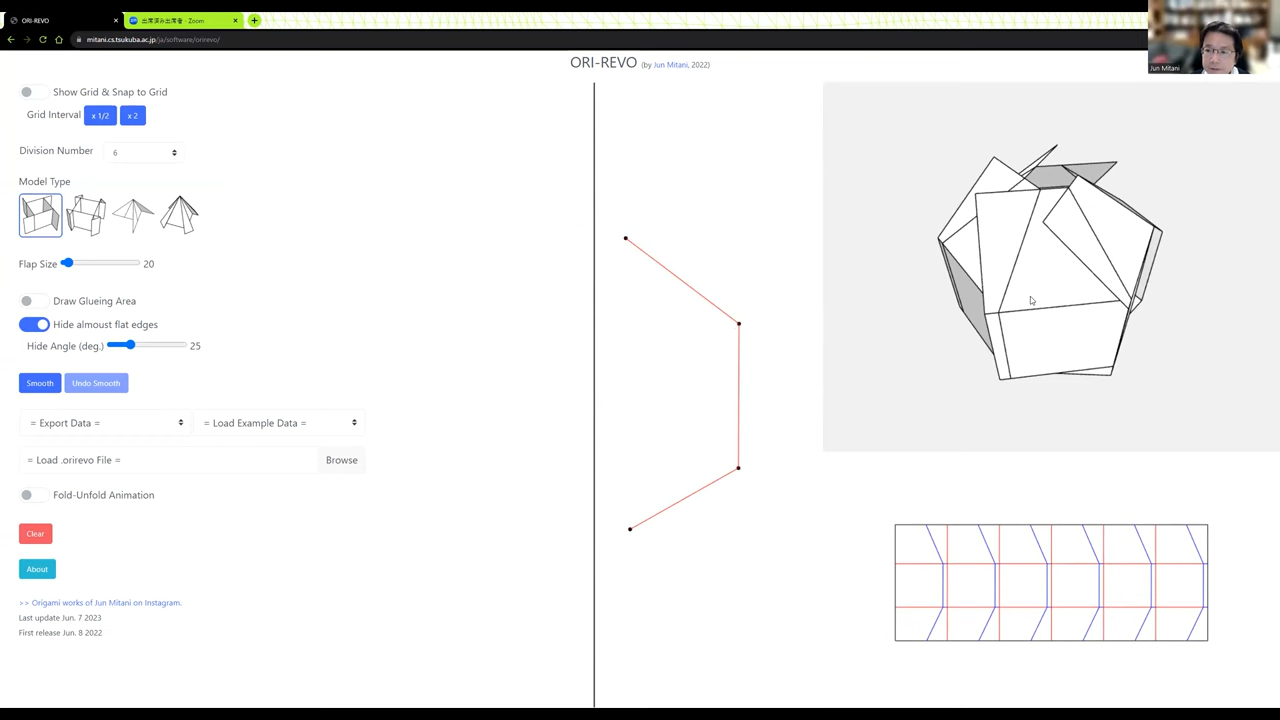 ORI-REVO
出席済み出席者 - Zoom
mitani.cs.tsukuba.ac.jp/ja/software/orirevo/
Jun Mitani
ORI-REVO (by Jun Mitani, 2022)
Show Grid & Snap to Grid
Grid Interval x 1/2 x 2
Division Number 6
Model Type
Flap Size 20
Draw Glueing Area
Hide almoust flat edges
Hide Angle (deg.) 25
Smooth Undo Smooth
= Export Data = = Load Example Data =
= Load .orirevo File = Browse
Fold-Unfold Animation
Clear
About
>> Origami works of Jun Mitani on Instagram.
Last update Jun. 7 2023
First release Jun. 8 2022